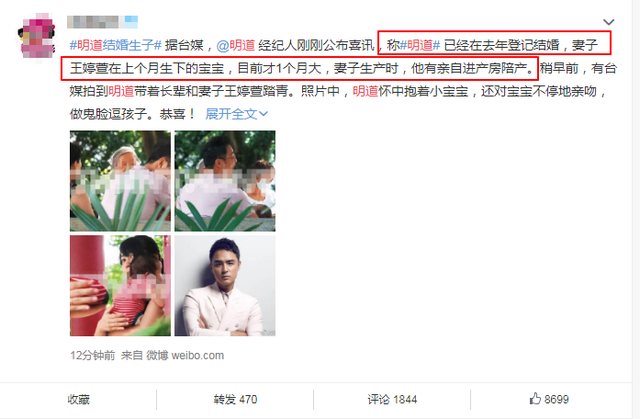 #明道结婚生子# 据台媒，@明道 经纪人刚刚公布喜讯，称#明道# 已经在去年登记结婚，妻子
王婷萱在上个月生下的宝宝，目前才1个月大，妻子生产时，他有亲自进产房陪产。稍早前，有台
媒拍到明道带着长辈和妻子王婷萱踏青。照片中，明道怀中抱着小宝宝，还对宝宝不停地亲吻，
做鬼脸逗孩子。恭喜！ 展开全文
12分钟前 来自 微博 weibo.com
收藏 转发 470 评论 1844 8699